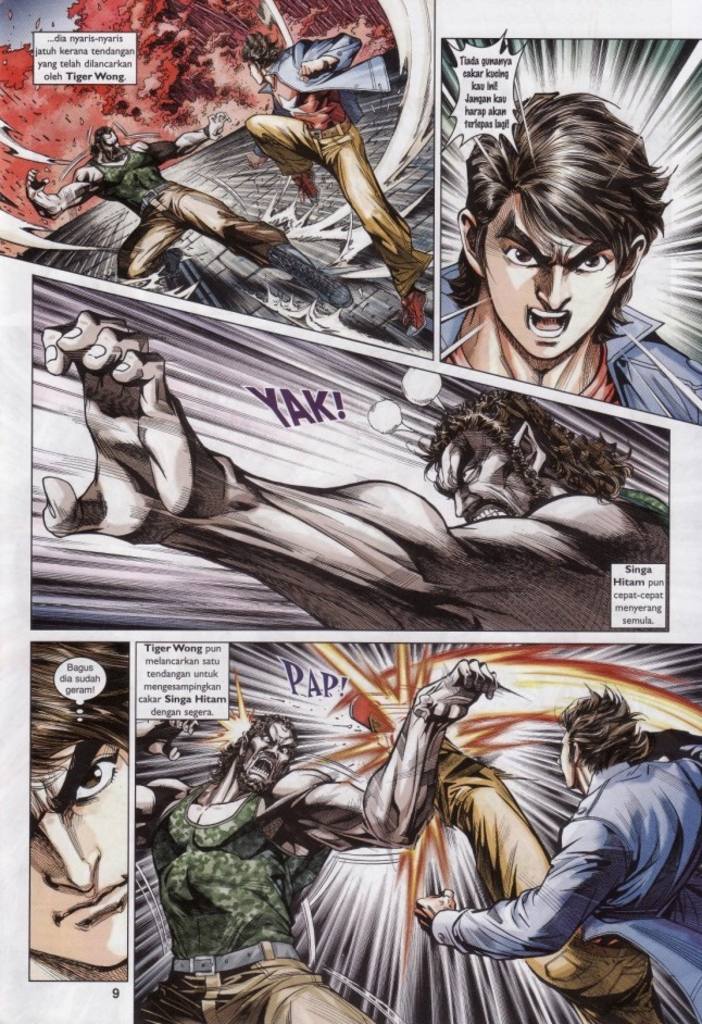 ...dia nyaris-nyaris
jatuh kerana tendangan
yang telah dilancarkan
oleh Tiger Wong.
Tiada gunanya
cakar kucing
kau ini!
Jangan kau
harap akan
terlepas lagi!
YAK!
Singa
Hitam pun
cepat-cepat
menyerang
semula.
Bagus
dia sudah
geram!
Tiger Wong pun
melancarkan satu
tendangan untuk
mengesampingkan
cakar Singa Hitam
dengan segera.
PAP!
9